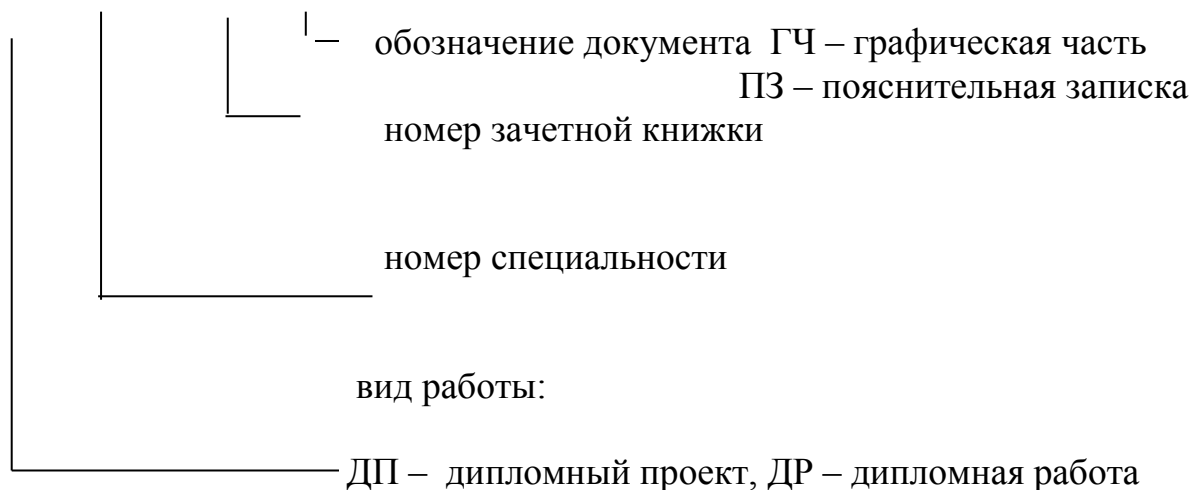 обозначение документа ГЧ – графическая часть
ПЗ – пояснительная записка
номер зачетной книжки
номер специальности
вид работы:
ДП – дипломный проект, ДР – дипломная работа